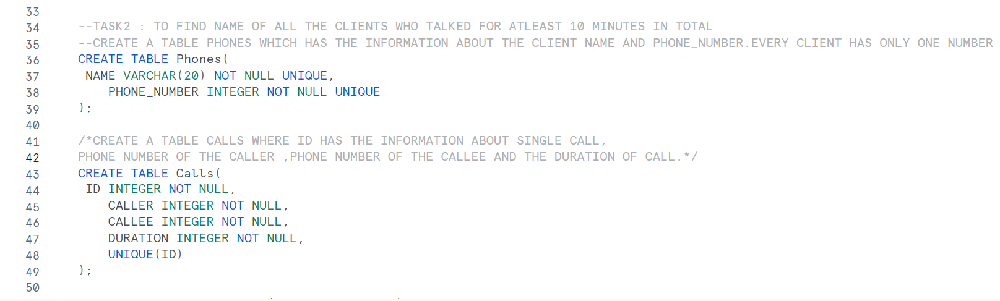 33
34 --TASK2 : TO FIND NAME OF ALL THE CLIENTS WHO TALKED FOR ATLEAST 10 MINUTES IN TOTAL
35 --CREATE A TABLE PHONES WHICH HAS THE INFORMATION ABOUT THE CLIENT NAME AND PHONE_NUMBER.EVERY CLIENT HAS ONLY ONE NUMBER
36 CREATE TABLE Phones(
37  NAME VARCHAR(20) NOT NULL UNIQUE,
38     PHONE_NUMBER INTEGER NOT NULL UNIQUE
39 );
40
41 /*CREATE A TABLE CALLS WHERE ID HAS THE INFORMATION ABOUT SINGLE CALL,
42 PHONE NUMBER OF THE CALLER ,PHONE NUMBER OF THE CALLEE AND THE DURATION OF CALL.*/
43 CREATE TABLE Calls(
44  ID INTEGER NOT NULL,
45     CALLER INTEGER NOT NULL,
46     CALLEE INTEGER NOT NULL,
47     DURATION INTEGER NOT NULL,
48     UNIQUE(ID)
49 );
50